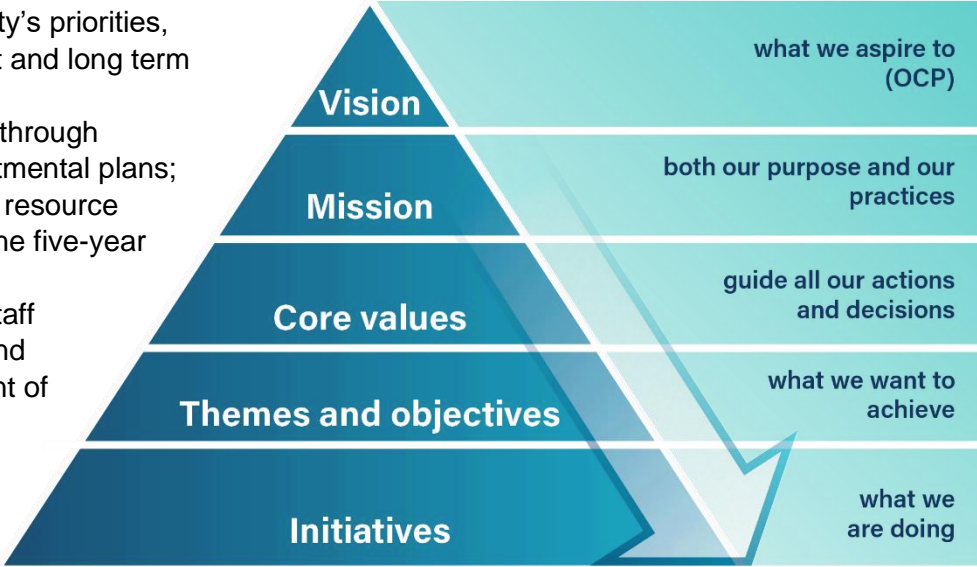 ty's priorities,
t and long term
through
tmental plans;
resource
he five-year
taff
nd
nt of
Vision
what we aspire to
(OCP)
Mission
both our purpose and our
practices
Core values
guide all our actions
and decisions
Themes and objectives
what we want to
achieve
Initiatives
what we
are doing